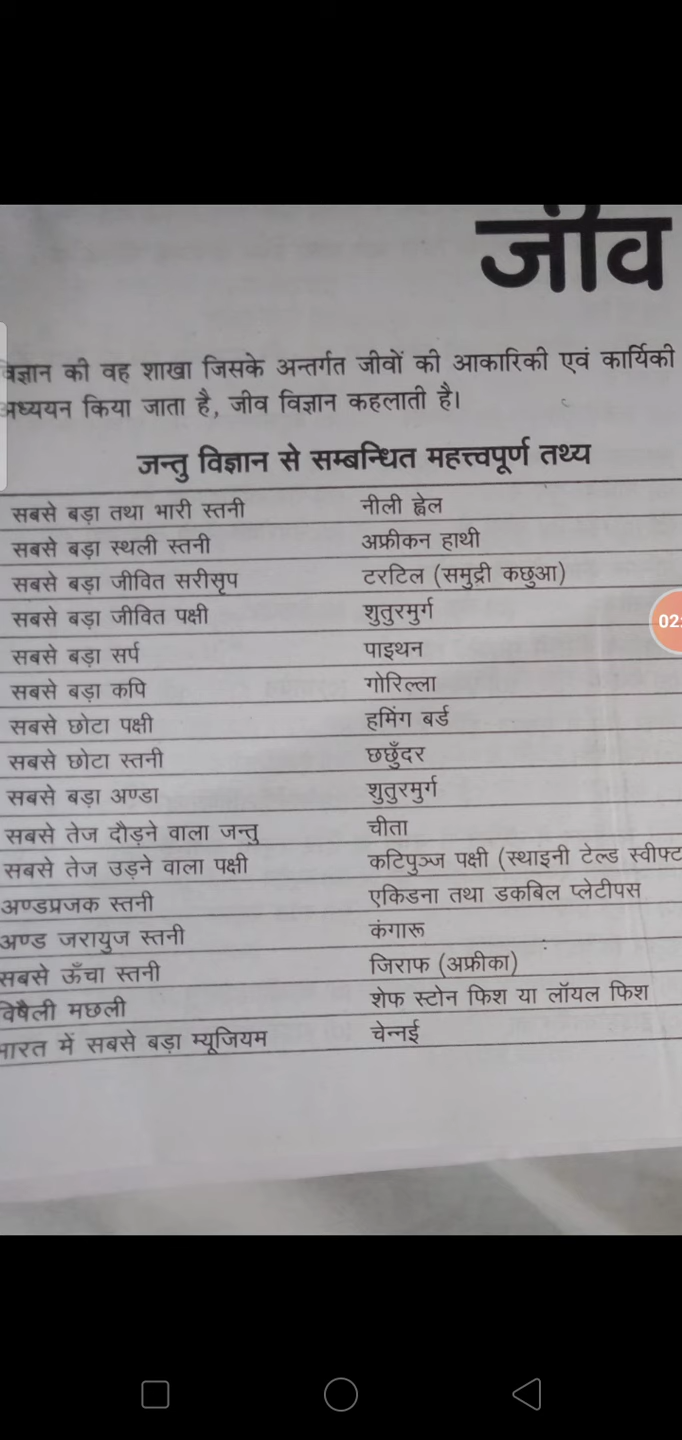 जीव
विज्ञान की वह शाखा जिसके अन्तर्गत जीवों की आकारिकी एवं कार्यिकी
अध्ययन किया जाता है, जीव विज्ञान कहलाती है।
जन्तु विज्ञान से सम्बन्धित महत्त्वपूर्ण तथ्य
सबसे बड़ा तथा भारी स्तनी नीली ह्वेल
सबसे बड़ा स्थली स्तनी अफ्रीकन हाथी
सबसे बड़ा जीवित सरीसृप टरटिल (समुद्री कछुआ)
सबसे बड़ा जीवित पक्षी शुतुरमुर्ग
02:
सबसे बड़ा सर्प पाइथन
सबसे बड़ा कपि गोरिल्ला
सबसे छोटा पक्षी हमिंग बर्ड
सबसे छोटा स्तनी छछुँदर
सबसे बड़ा अण्डा शुतुरमुर्ग
सबसे तेज दौड़ने वाला जन्तु चीता
सबसे तेज उड़ने वाला पक्षी कटिपुञ्ज पक्षी (स्थाइनी टेल्ड स्वीफ्ट
अण्डप्रजक स्तनी एकिडना तथा डकबिल प्लेटीपस
अण्ड जरायुज स्तनी कंगारू
सबसे ऊँचा स्तनी जिराफ (अफ्रीका)
विषैली मछली शेफ स्टोन फिश या लॉयल फिश
भारत में सबसे बड़ा म्यूजियम चेन्नई